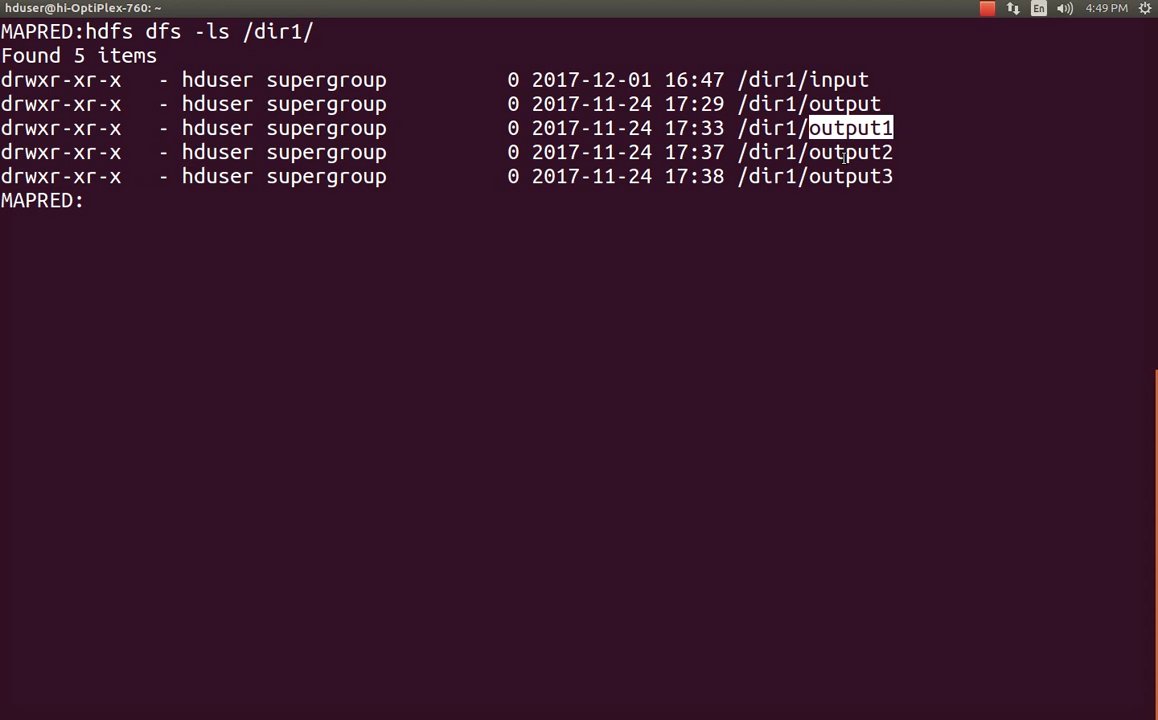 hduser@hi-OptiPlex-760: ~ En 4:49 PM
MAPRED:hdfs dfs -ls /dir1/
Found 5 items
drwxr-xr-x   - hduser supergroup          0 2017-12-01 16:47 /dir1/input
drwxr-xr-x   - hduser supergroup          0 2017-11-24 17:29 /dir1/output
drwxr-xr-x   - hduser supergroup          0 2017-11-24 17:33 /dir1/output1
drwxr-xr-x   - hduser supergroup          0 2017-11-24 17:37 /dir1/output2
drwxr-xr-x   - hduser supergroup          0 2017-11-24 17:38 /dir1/output3
MAPRED: